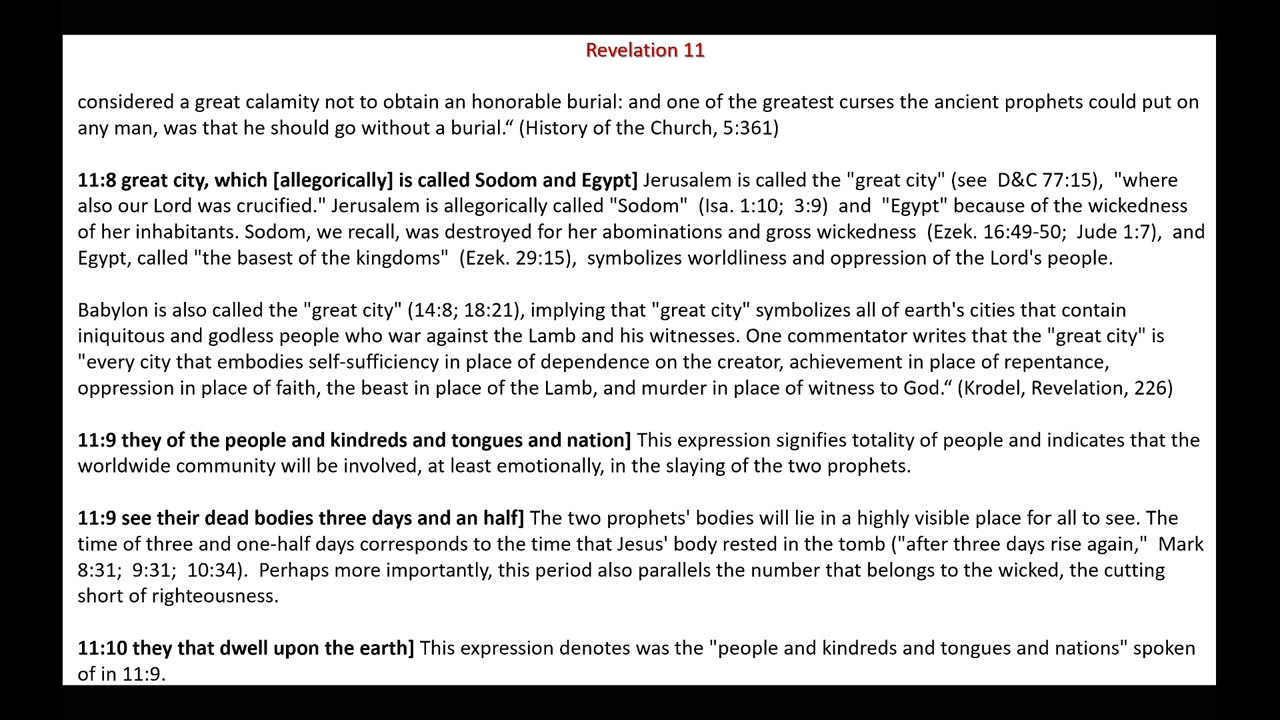 Revelation 11
considered a great calamity not to obtain an honorable burial: and one of the greatest curses the ancient prophets could put on
any man, was that he should go without a burial.“ (History of the Church, 5:361)
11:8 great city, which [allegorically] is called Sodom and Egypt] Jerusalem is called the "great city" (see  D&C 77:15),  "where
also our Lord was crucified." Jerusalem is allegorically called "Sodom"  (Isa. 1:10;  3:9)  and  "Egypt" because of the wickedness
of her inhabitants. Sodom, we recall, was destroyed for her abominations and gross wickedness  (Ezek. 16:49-50;  Jude 1:7),  and
Egypt, called "the basest of the kingdoms"  (Ezek. 29:15),  symbolizes worldliness and oppression of the Lord's people.
Babylon is also called the "great city" (14:8; 18:21), implying that "great city" symbolizes all of earth's cities that contain
iniquitous and godless people who war against the Lamb and his witnesses. One commentator writes that the "great city" is
"every city that embodies self-sufficiency in place of dependence on the creator, achievement in place of repentance,
oppression in place of faith, the beast in place of the Lamb, and murder in place of witness to God.“ (Krodel, Revelation, 226)
11:9 they of the people and kindreds and tongues and nation] This expression signifies totality of people and indicates that the
worldwide community will be involved, at least emotionally, in the slaying of the two prophets.
11:9 see their dead bodies three days and an half] The two prophets' bodies will lie in a highly visible place for all to see. The
time of three and one-half days corresponds to the time that Jesus' body rested in the tomb ("after three days rise again,"  Mark
8:31;  9:31;  10:34).  Perhaps more importantly, this period also parallels the number that belongs to the wicked, the cutting
short of righteousness.
11:10 they that dwell upon the earth] This expression denotes was the "people and kindreds and tongues and nations" spoken
of in 11:9.